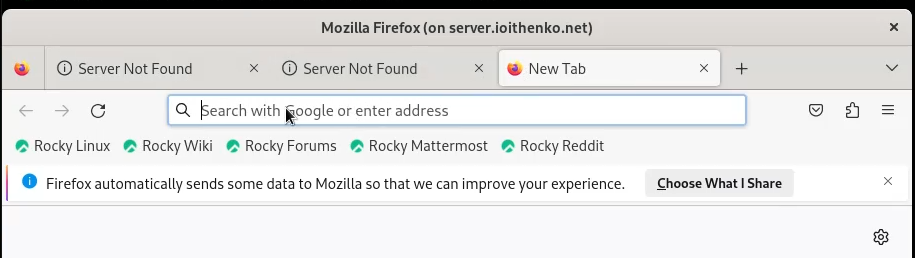 Mozilla Firefox (on server.ioithenko.net)
Server Not Found Server Not Found New Tab
Search with Google or enter address
Rocky Linux Rocky Wiki Rocky Forums Rocky Mattermost Rocky Reddit
Firefox automatically sends some data to Mozilla so that we can improve your experience. Choose What I Share